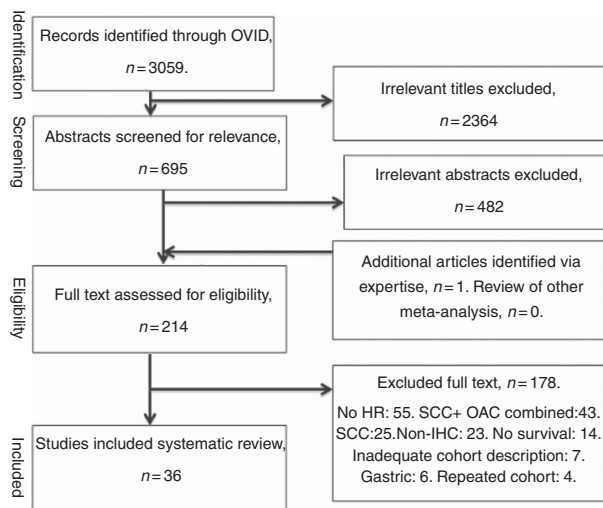 Identification
Records identified through OVID,
n=3059.
Irrelevant titles excluded,
n=2364
Screening
Abstracts screened for relevance,
n=695
Irrelevant abstracts excluded,
n=482
Additional articles identified via
expertise, n=1. Review of other
meta-analysis, n=0.
Eligibility
Full text assessed for eligibility,
n=214
Excluded full text, n=178.
No HR: 55. SCC+ OAC combined:43.
SCC:25.Non-IHC: 23. No survival: 14.
Inadequate cohort description: 7.
Gastric: 6. Repeated cohort: 4.
Included
Studies included systematic review,
n=36